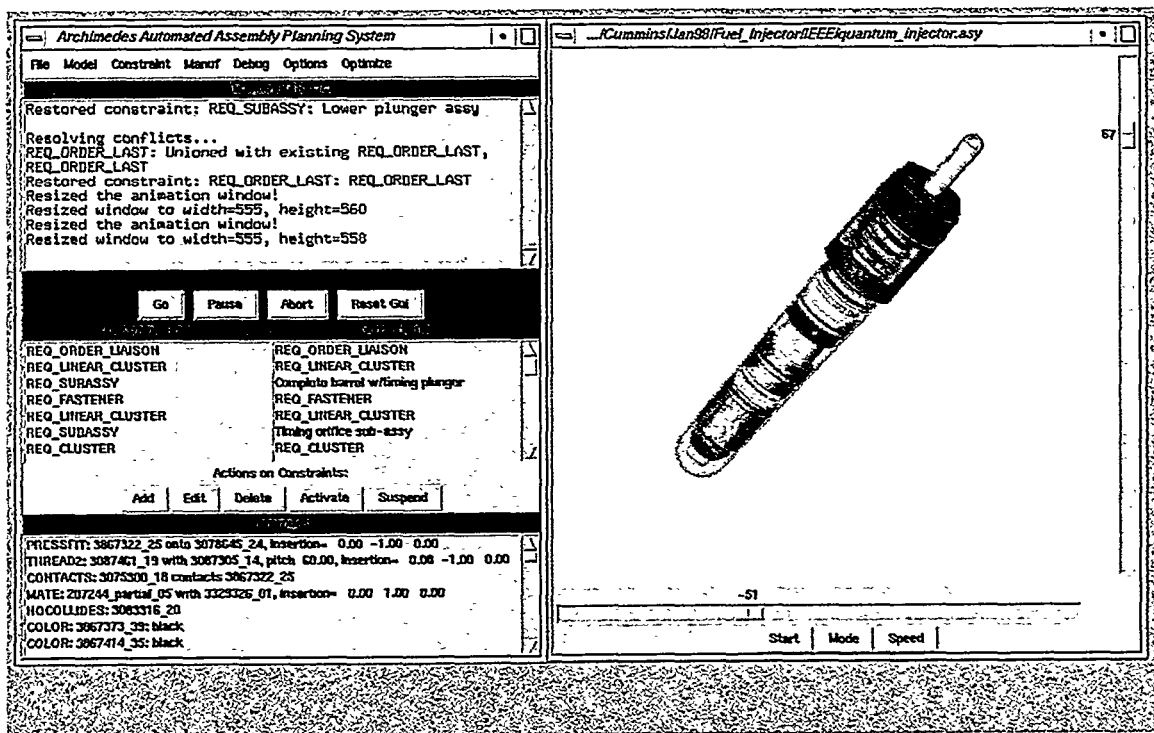 Archimedes Automated Assembly Planning System
File Model Constraint Manuf Debug Options Optimize
Restored constraint: REQ_SUBASSY: Lower plunger assy
Resolving conflicts...
REQ_ORDER_LAST: Unioned with existing REQ_ORDER_LAST,
REQ_ORDER_LAST
Restored constraint: REQ_ORDER_LAST: REQ_ORDER_LAST
Resized the animation window!
Resized window to width=555, height=560
Resized the animation window!
Resized window to width=555, height=558
Go Pause Abort Reset GUI
REQ_ORDER_LIAISON REQ_ORDER_LIAISON
REQ_LINEAR_CLUSTER REQ_LINEAR_CLUSTER
REQ_SUBASSY Complete barrel w/timing plunger
REQ_FASTENER REQ_FASTENER
REQ_LINEAR_CLUSTER REQ_LINEAR_CLUSTER
REQ_SUBASSY Timing orifice sub-assy
REQ_CLUSTER REQ_CLUSTER
Actions on Constraints:
Add Edit Delete Activate Suspend
PRESSFIT: 3867322_25 onto 3078645_24, insertion= 0.00 -1.00 0.00
THREAD2: 3087461_19 with 3087305_14, pitch 60.00, insertion= 0.00 -1.00 0.00
CONTACTS: 3075300_18 contacts 3867322_25
MATE: 207244_partial_05 with 3329326_01, insertion= 0.00 1.00 0.00
NOCOLLIDES: 3083316_20
COLOR: 3867373_39: black
COLOR: 3867414_35: black
.../Cummins/Jan98/Fuel_Injector/IEEE/quantum_injector.asy
67
-51
Start Mode Speed